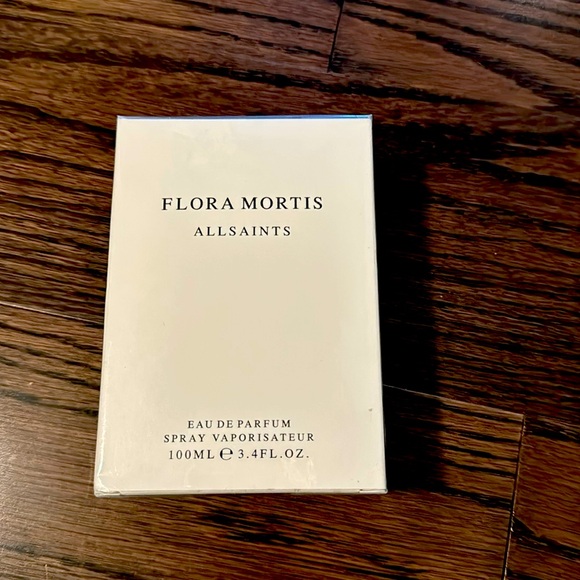 FLORA MORTIS
ALLSAINTS
EAU DE PARFUM
SPRAY VAPORISATEUR
100ML ℮ 3.4FL.OZ.